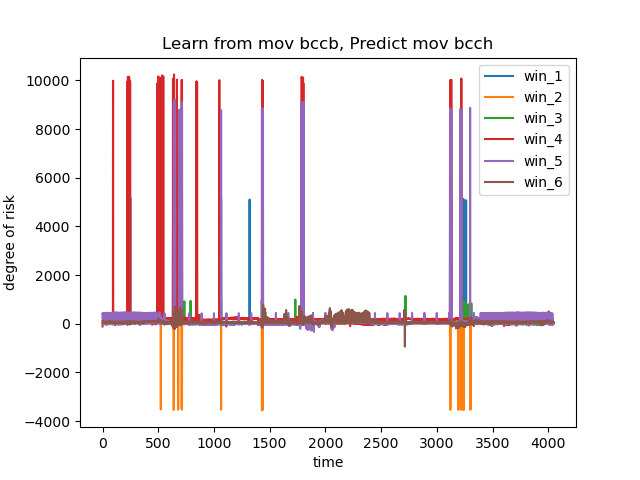 Learn from mov bccb, Predict mov bcch
degree of risk
10000
8000
6000
4000
2000
0
−2000
−4000
win_1
win_2
win_3
win_4
win_5
win_6
0 500 1000 1500 2000 2500 3000 3500 4000
time